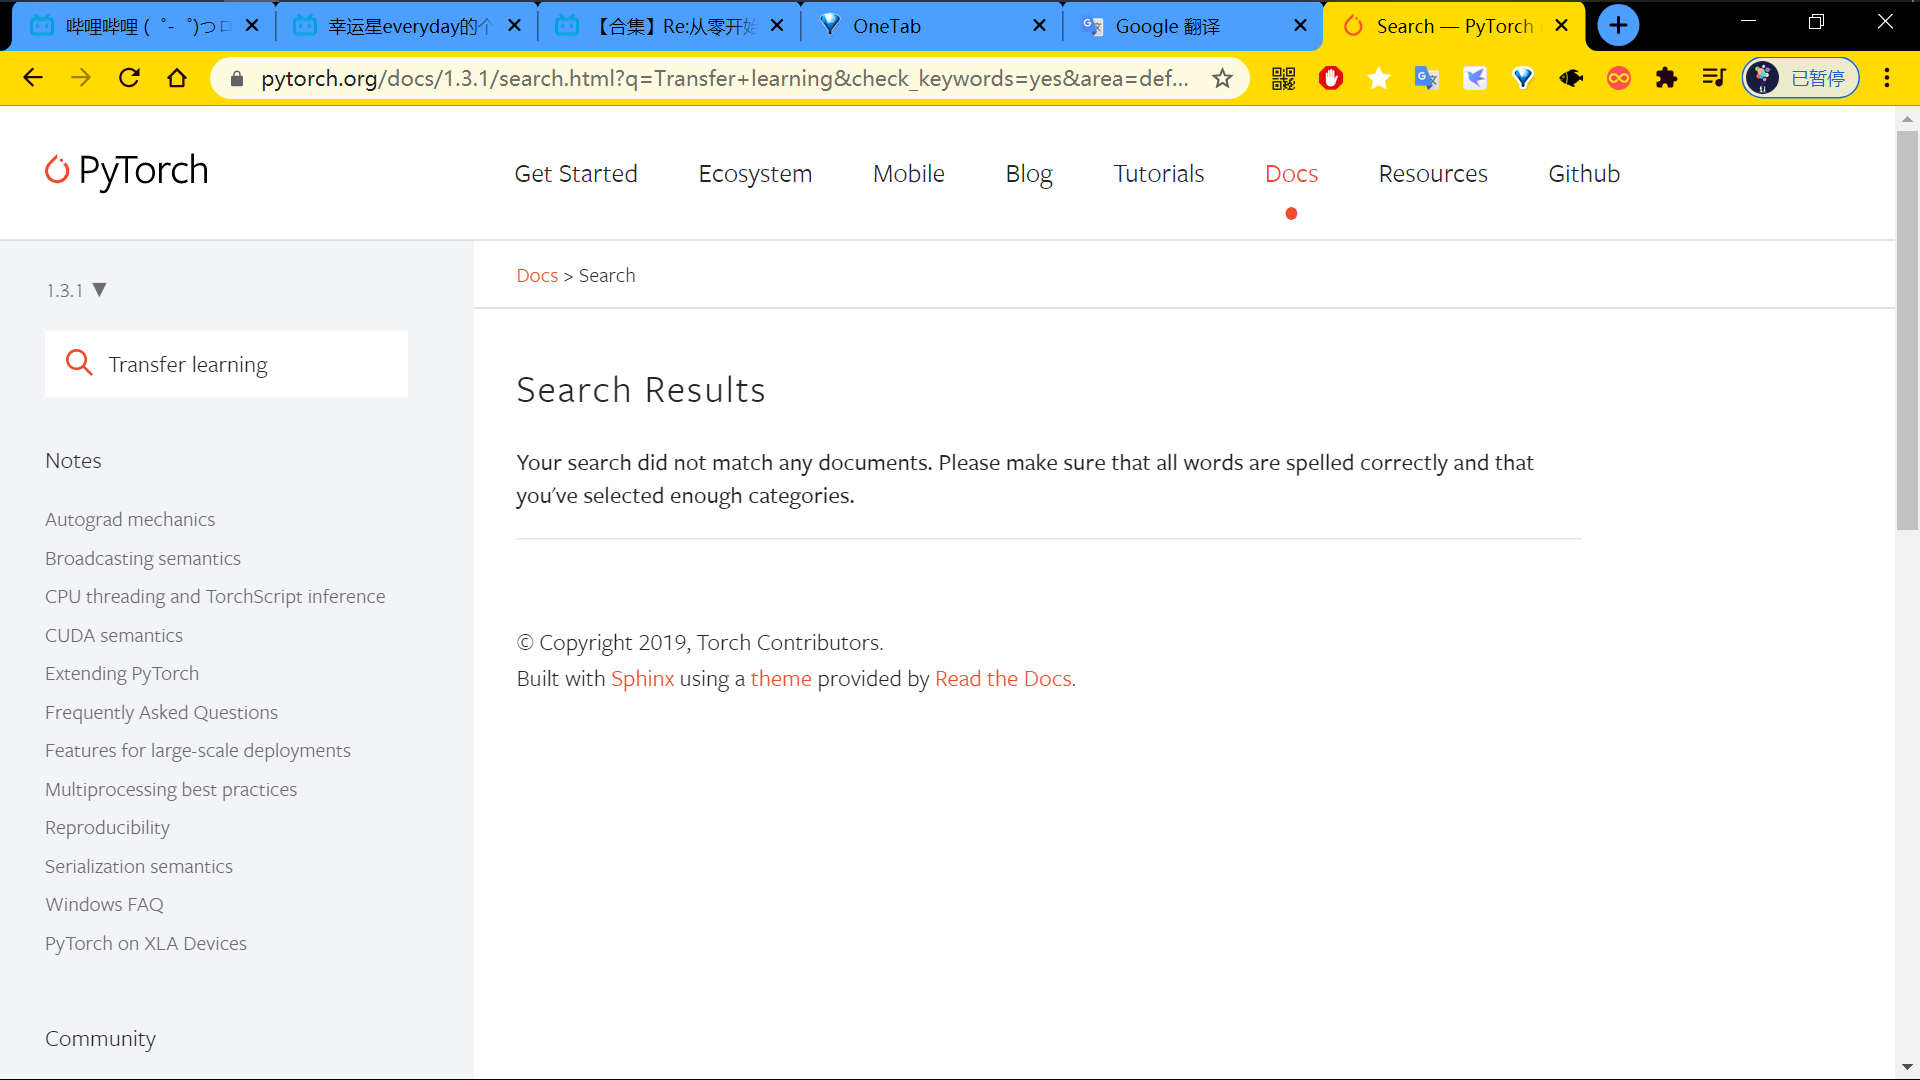 哔哩哔哩 (゜-゜)つロ
幸运星everyday的个
【合集】Re:从零开始
OneTab
Google 翻译
Search — PyTorch
pytorch.org/docs/1.3.1/search.html?q=Transfer+learning&check_keywords=yes&area=def...
已暂停
PyTorch
Get Started
Ecosystem
Mobile
Blog
Tutorials
Docs
Resources
Github
1.3.1 ▼
Docs > Search
Transfer learning
Search Results
Your search did not match any documents. Please make sure that all words are spelled correctly and that
you've selected enough categories.
Notes
Autograd mechanics
Broadcasting semantics
CPU threading and TorchScript inference
CUDA semantics
Extending PyTorch
Frequently Asked Questions
Features for large-scale deployments
Multiprocessing best practices
Reproducibility
Serialization semantics
Windows FAQ
PyTorch on XLA Devices
Community
© Copyright 2019, Torch Contributors.
Built with Sphinx using a theme provided by Read the Docs.